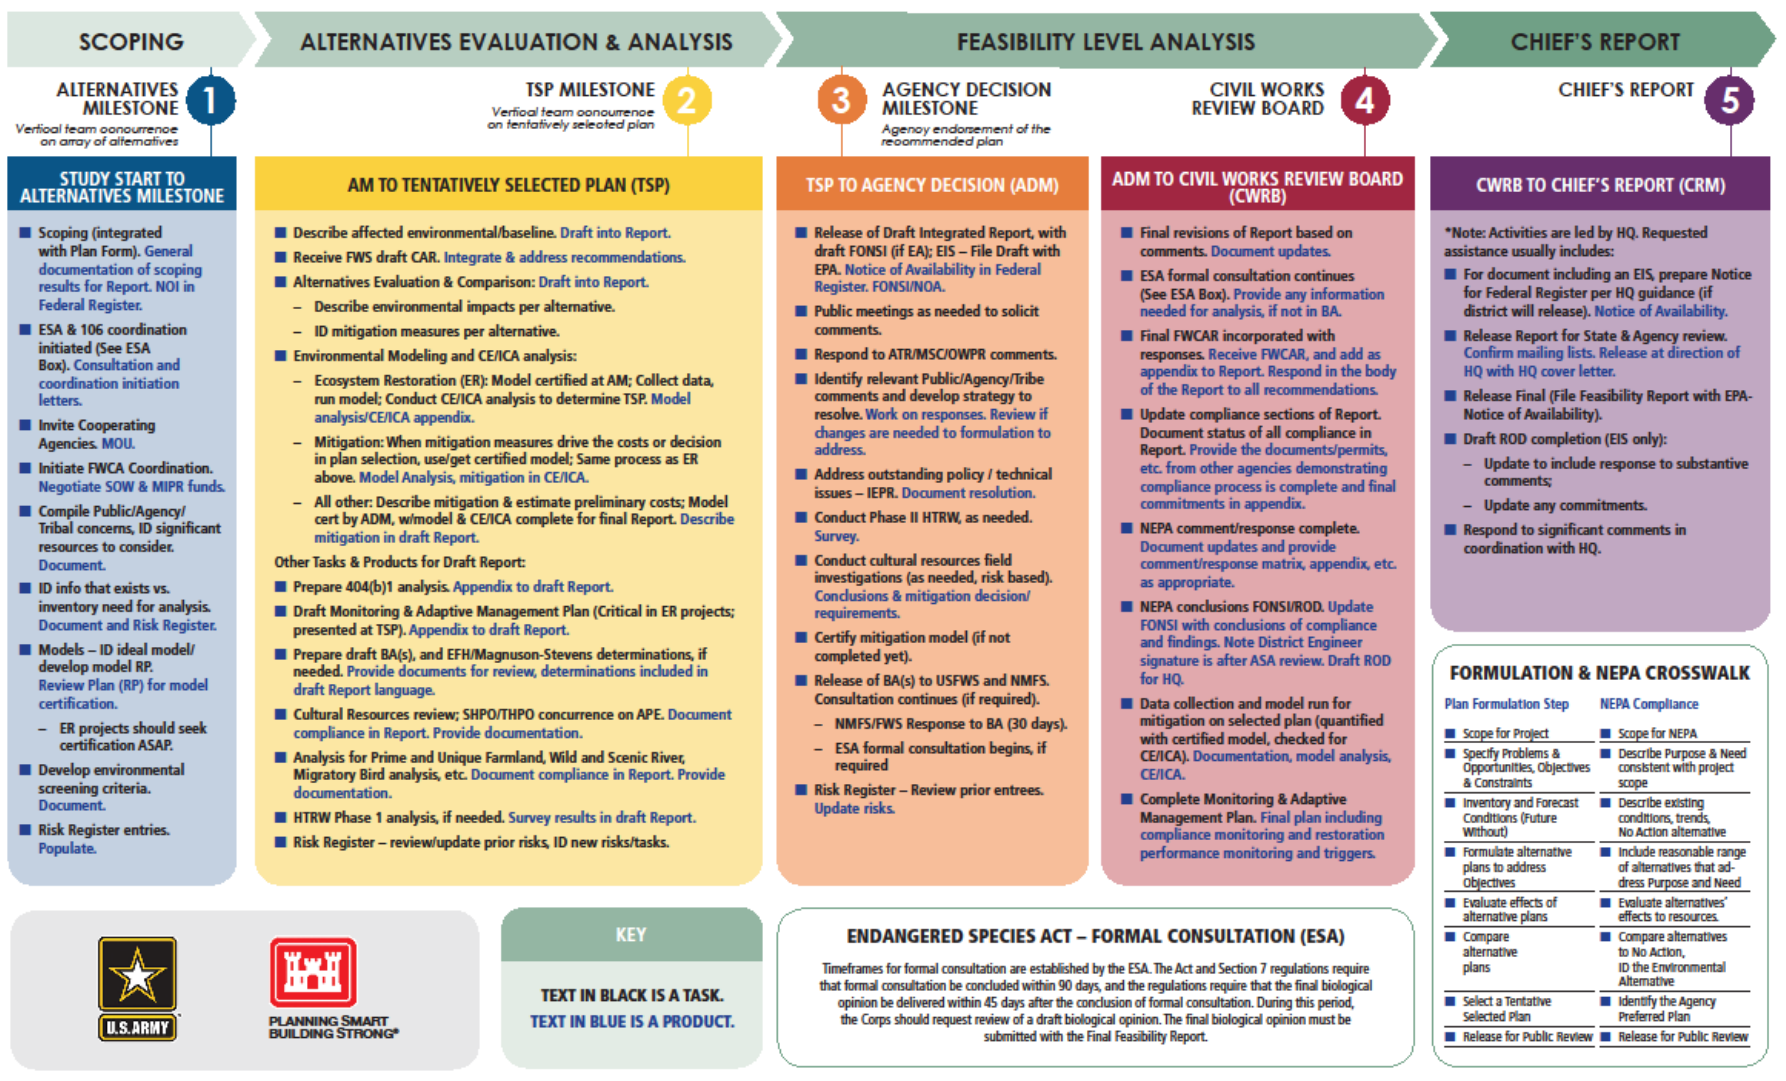 SCOPING
ALTERNATIVES EVALUATION & ANALYSIS
FEASIBILITY LEVEL ANALYSIS
CHIEF'S REPORT
ALTERNATIVES
MILESTONE
1
Vertical team concurrence
on array of alternatives
TSP MILESTONE
2
Vertical team concurrence
on tentatively selected plan
3
AGENCY DECISION
MILESTONE
Agency endorsement of the
recommended plan
CIVIL WORKS
REVIEW BOARD
4
CHIEF'S REPORT
5
STUDY START TO
ALTERNATIVES MILESTONE
Scoping (integrated
with Plan Form). General
documentation of scoping
results for Report. NOI in
Federal Register.
ESA & 106 coordination
initiated (See ESA
Box). Consultation and
coordination initiation
letters.
Invite Cooperating
Agencies. MOU.
Initiate FWCA Coordination.
Negotiate SOW & MIPR funds.
Compile Public/Agency/
Tribal concerns, ID significant
resources to consider.
Document.
ID info that exists vs.
inventory need for analysis.
Document and Risk Register.
Models – ID ideal model/
develop model RP.
Review Plan (RP) for model
certification.
– ER projects should seek
certification ASAP.
Develop environmental
screening criteria.
Document.
Risk Register entries.
Populate.
AM TO TENTATIVELY SELECTED PLAN (TSP)
Describe affected environmental/baseline. Draft into Report.
Receive FWS draft CAR. Integrate & address recommendations.
Alternatives Evaluation & Comparison: Draft into Report.
– Describe environmental impacts per alternative.
– ID mitigation measures per alternative.
Environmental Modeling and CE/ICA analysis:
– Ecosystem Restoration (ER): Model certified at AM; Collect data,
run model; Conduct CE/ICA analysis to determine TSP. Model
analysis/CE/ICA appendix.
– Mitigation: When mitigation measures drive the costs or decision
in plan selection, use/get certified model; Same process as ER
above. Model Analysis, mitigation in CE/ICA.
– All other: Describe mitigation & estimate preliminary costs; Model
cert by ADM, w/model & CE/ICA complete for final Report. Describe
mitigation in draft Report.
Other Tasks & Products for Draft Report:
Prepare 404(b)1 analysis. Appendix to draft Report.
Draft Monitoring & Adaptive Management Plan (Critical in ER projects;
presented at TSP). Appendix to draft Report.
Prepare draft BA(s), and EFH/Magnuson-Stevens determinations, if
needed. Provide documents for review, determinations included in
draft Report language.
Cultural Resources review; SHPO/THPO concurrence on APE. Document
compliance in Report. Provide documentation.
Analysis for Prime and Unique Farmland, Wild and Scenic River,
Migratory Bird analysis, etc. Document compliance in Report. Provide
documentation.
HTRW Phase 1 analysis, if needed. Survey results in draft Report.
Risk Register – review/update prior risks, ID new risks/tasks.
TSP TO AGENCY DECISION (ADM)
Release of Draft Integrated Report, with
draft FONSI (if EA); EIS – File Draft with
EPA. Notice of Availability in Federal
Register. FONSI/NOA.
Public meetings as needed to solicit
comments.
Respond to ATR/MSC/OWPR comments.
Identify relevant Public/Agency/Tribe
comments and develop strategy to
resolve. Work on responses. Review if
changes are needed to formulation to
address.
Address outstanding policy / technical
issues – IEPR. Document resolution.
Conduct Phase II HTRW, as needed.
Survey.
Conduct cultural resources field
investigations (as needed, risk based).
Conclusions & mitigation decision/
requirements.
Certify mitigation model (if not
completed yet).
Release of BA(s) to USFWS and NMFS.
Consultation continues (if required).
– NMFS/FWS Response to BA (30 days).
– ESA formal consultation begins, if
required
Risk Register – Review prior entrees.
Update risks.
ADM TO CIVIL WORKS REVIEW BOARD
(CWRB)
Final revisions of Report based on
comments. Document updates.
ESA formal consultation continues
(See ESA Box). Provide any information
needed for analysis, if not in BA.
Final FWCAR incorporated with
responses. Receive FWCAR, and add as
appendix to Report. Respond in the body
of the Report to all recommendations.
Update compliance sections of Report.
Document status of all compliance in
Report. Provide the documents/permits,
etc. from other agencies demonstrating
compliance process is complete and final
commitments in appendix.
NEPA comment/response complete.
Document updates and provide
comment/response matrix, appendix, etc.
as appropriate.
NEPA conclusions FONSI/ROD. Update
FONSI with conclusions of compliance
and findings. Note District Engineer
signature is after ASA review. Draft ROD
for HQ.
Data collection and model run for
mitigation on selected plan (quantified
with certified model, checked for
CE/ICA). Documentation, model analysis,
CE/ICA.
Complete Monitoring & Adaptive
Management Plan. Final plan including
compliance monitoring and restoration
performance monitoring and triggers.
CWRB TO CHIEF'S REPORT (CRM)
*Note: Activities are led by HQ. Requested
assistance usually includes:
For document including an EIS, prepare Notice
for Federal Register per HQ guidance (if
district will release). Notice of Availability.
Release Report for State & Agency review.
Confirm mailing lists. Release at direction of
HQ with HQ cover letter.
Release Final (File Feasibility Report with EPA-
Notice of Availability).
Draft ROD completion (EIS only):
– Update to include response to substantive
comments;
– Update any commitments.
Respond to significant comments in
coordination with HQ.
FORMULATION & NEPA CROSSWALK
Plan Formulation Step NEPA Compliance
Scope for Project
Scope for NEPA
Specify Problems &
Opportunities, Objectives
& Constraints
Describe Purpose & Need
consistent with project
scope
Inventory and Forecast
Conditions (Future
Without)
Describe existing
conditions, trends,
No Action alternative
Formulate alternative
plans to address
Objectives
Include reasonable range
of alternatives that ad-
dress Purpose and Need
Evaluate effects of
alternative plans
Evaluate alternatives'
effects to resources.
Compare
alternative
plans
Compare alternatives
to No Action,
ID the Environmental
Alternative
Select a Tentative
Selected Plan
Identify the Agency
Preferred Plan
Release for Public Review
Release for Public Review
U.S.ARMY
PLANNING SMART
BUILDING STRONG®
KEY
TEXT IN BLACK IS A TASK.
TEXT IN BLUE IS A PRODUCT.
ENDANGERED SPECIES ACT – FORMAL CONSULTATION (ESA)
Timeframes for formal consultation are established by the ESA. The Act and Section 7 regulations require
that formal consultation be concluded within 90 days, and the regulations require that the final biological
opinion be delivered within 45 days after the conclusion of formal consultation. During this period,
the Corps should request review of a draft biological opinion. The final biological opinion must be
submitted with the Final Feasibility Report.